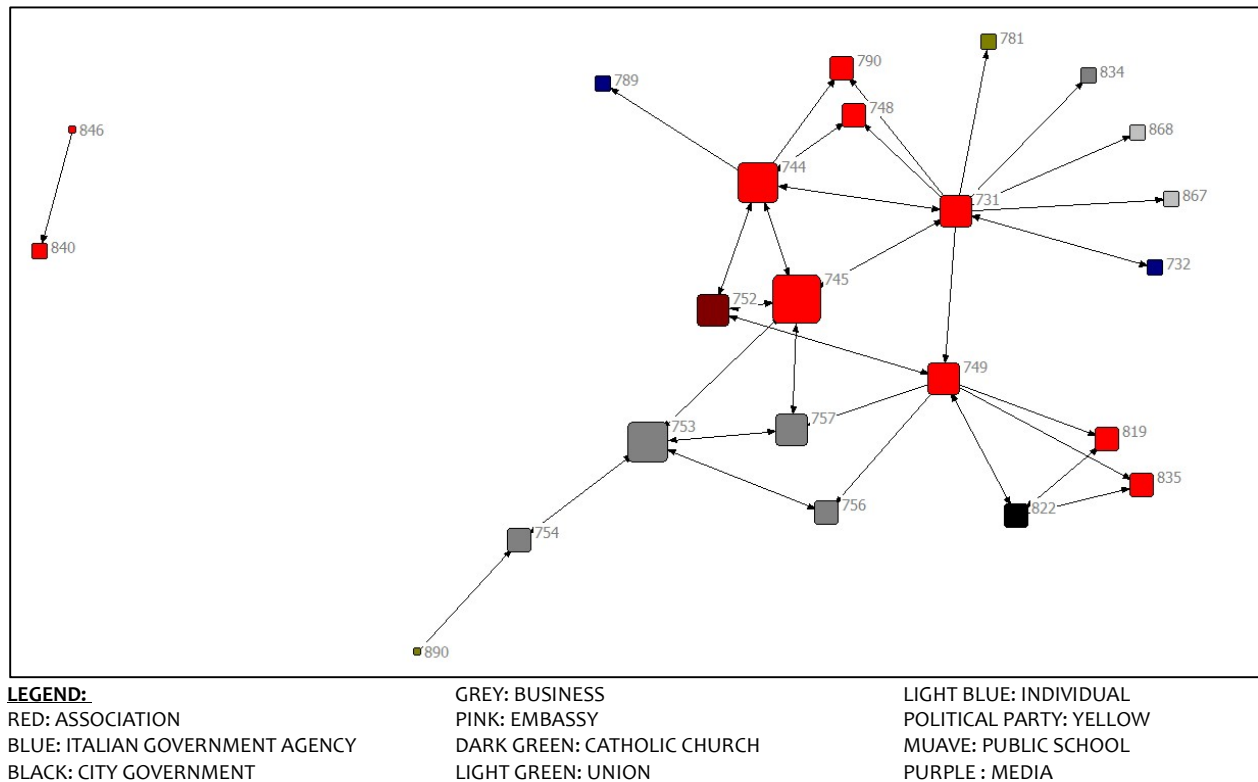 781
790
834
789
748
868
846
744
731
867
840
732
745
752
749
757
819
753
835
756
822
754
890
LEGEND:
RED: ASSOCIATION
BLUE: ITALIAN GOVERNMENT AGENCY
BLACK: CITY GOVERNMENT
GREY: BUSINESS
PINK: EMBASSY
DARK GREEN: CATHOLIC CHURCH
LIGHT GREEN: UNION
LIGHT BLUE: INDIVIDUAL
POLITICAL PARTY: YELLOW
MUAVE: PUBLIC SCHOOL
PURPLE : MEDIA